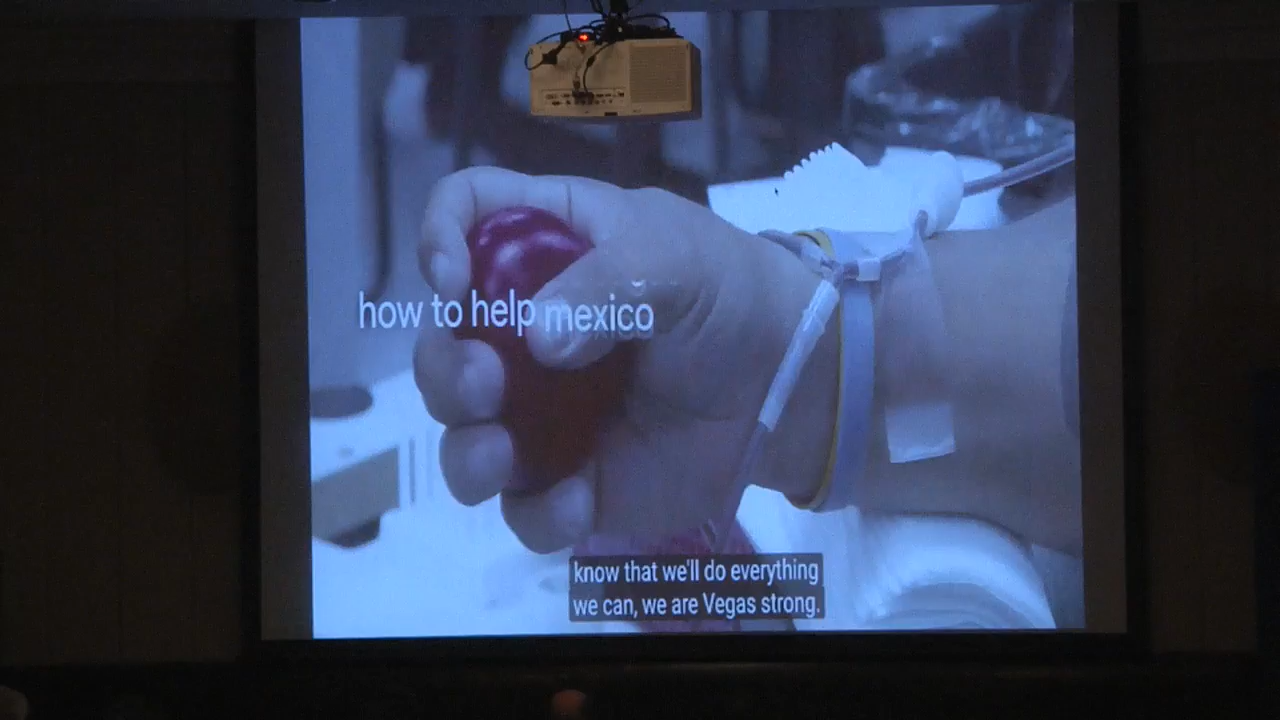 how to help mexico
know that we'll do everything
we can, we are Vegas strong.